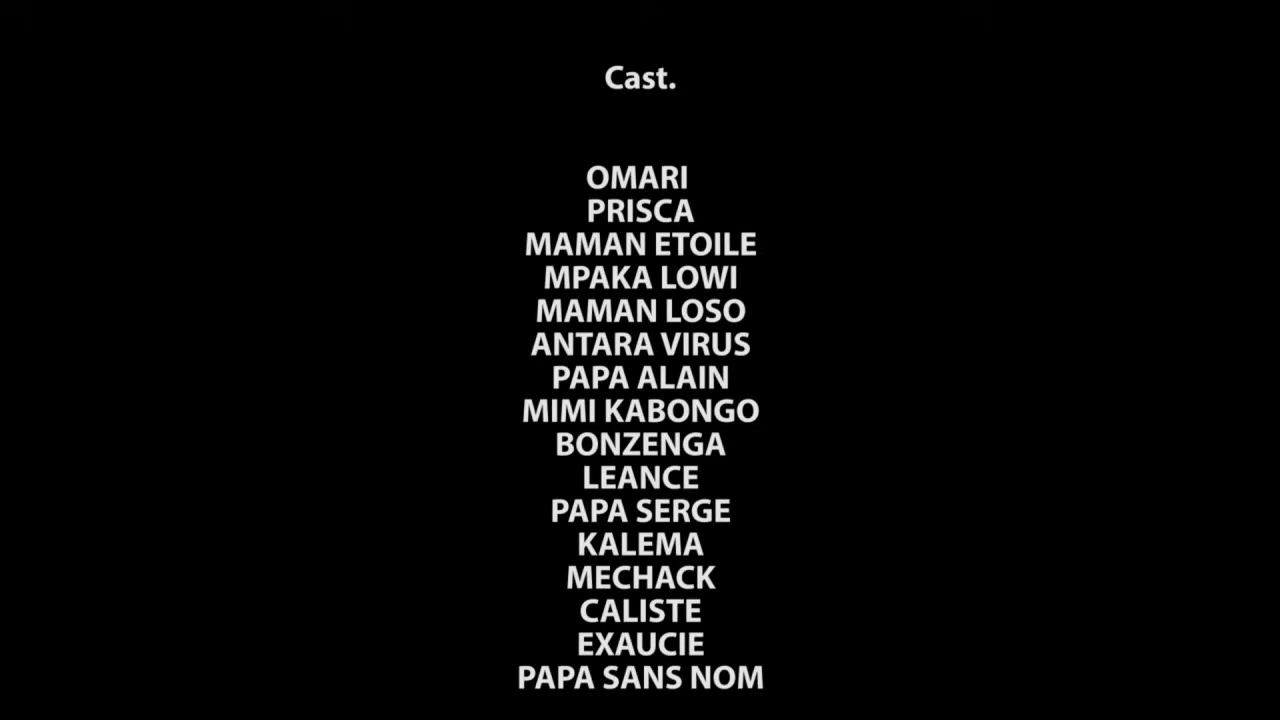 Cast.
OMARI
PRISCA
MAMAN ETOILE
MPAKA LOWI
MAMAN LOSO
ANTARA VIRUS
PAPA ALAIN
MIMI KABONGO
BONZENGA
LEANCE
PAPA SERGE
KALEMA
MECHACK
CALISTE
EXAUCIE
PAPA SANS NOM